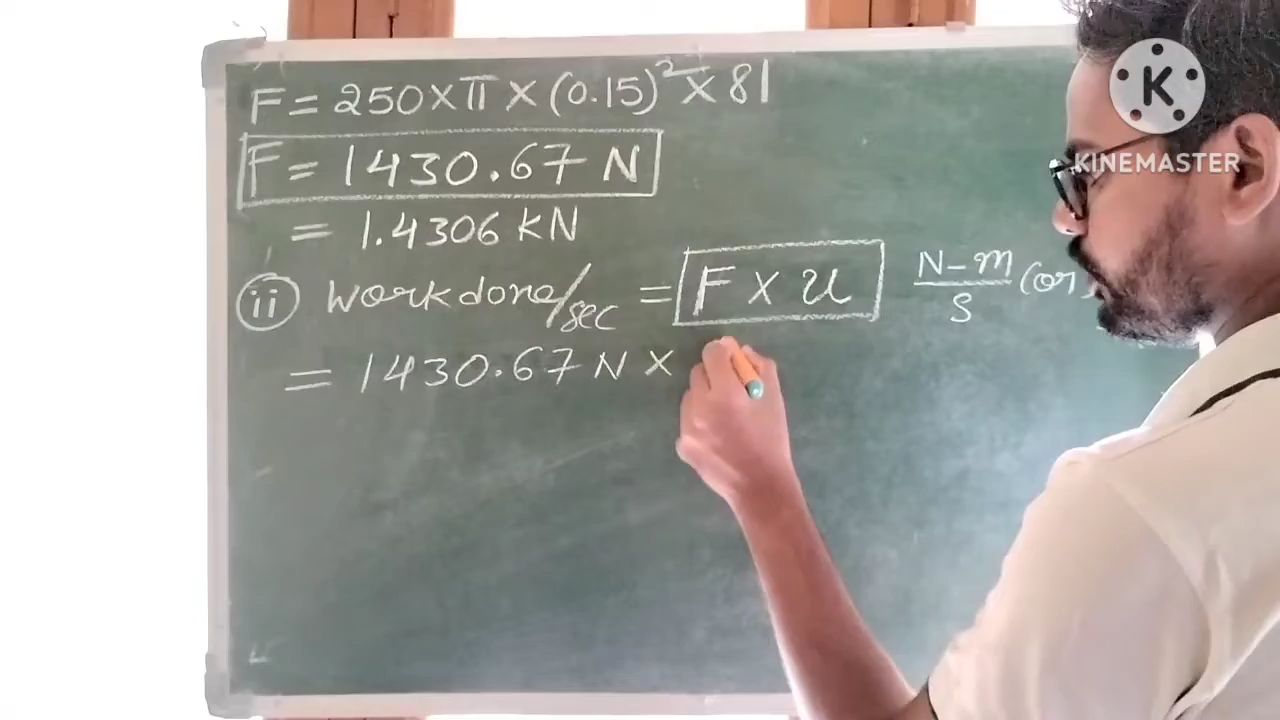 F = 250×π×(0.15)²×81
F = 1430.67 N
= 1.4306 KN
ii Workdone/sec = F × u N-m/s (or)
= 1430.67 N ×
K
KINEMASTER